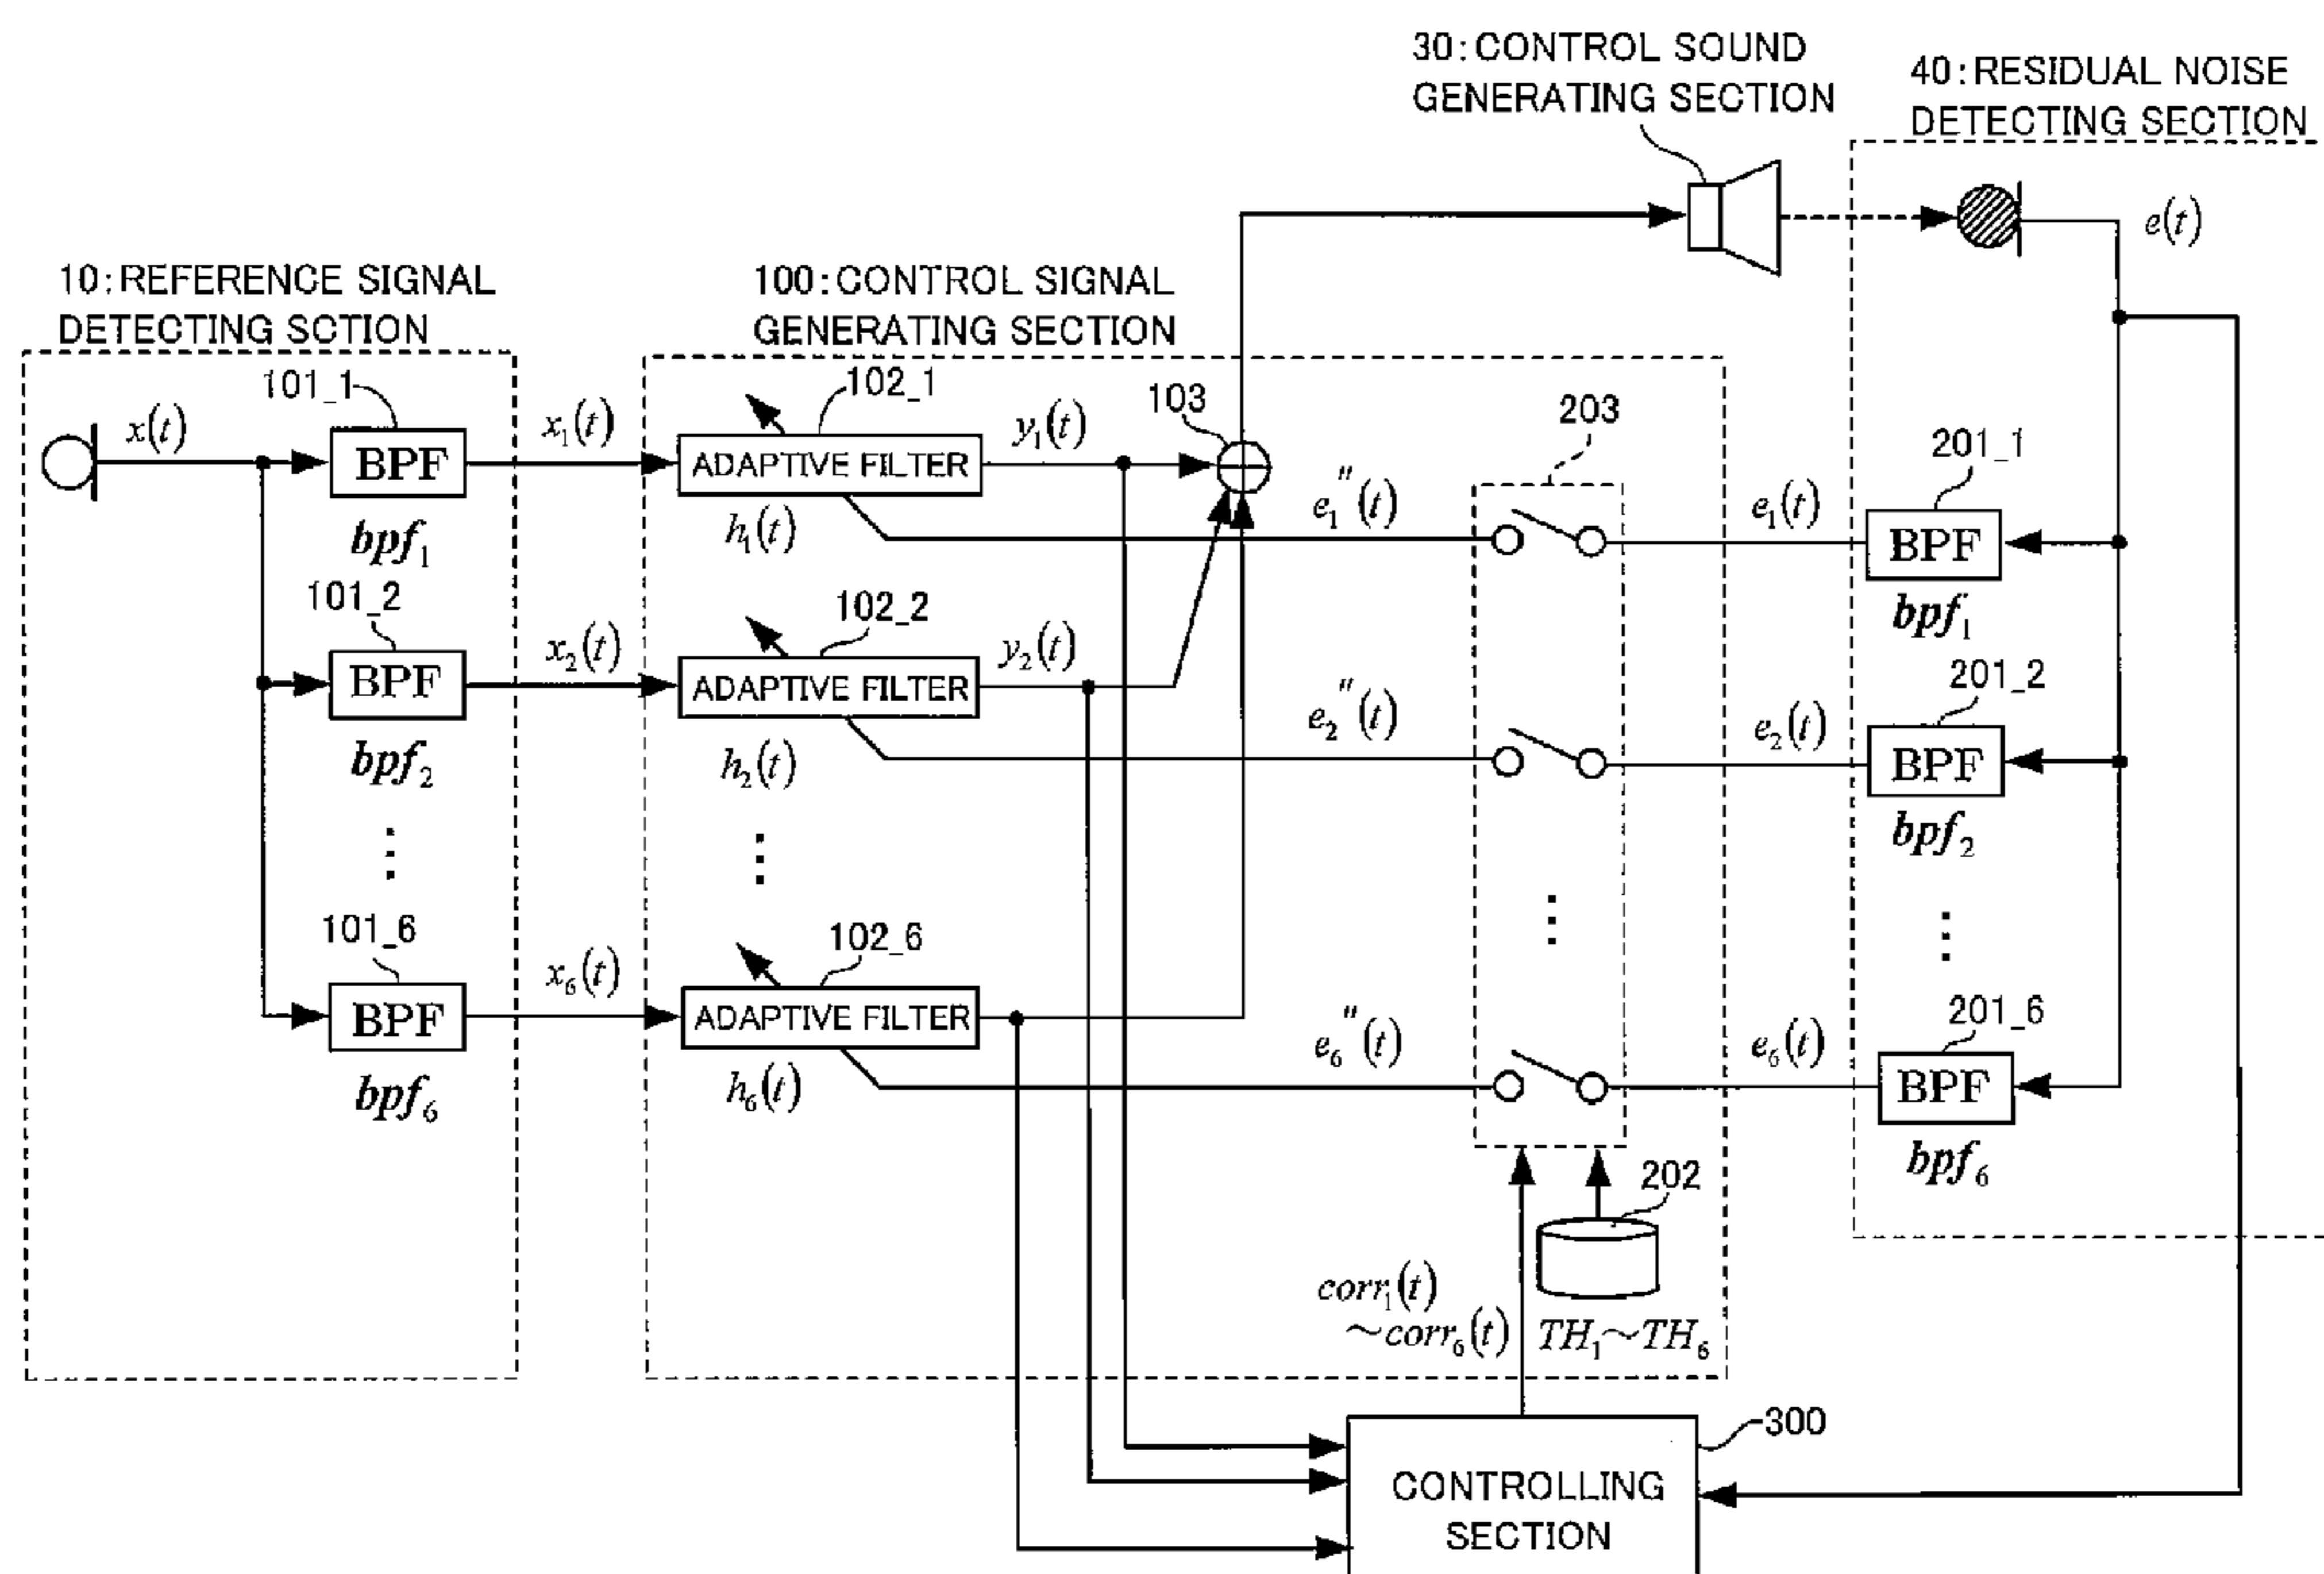 30:CONTROL SOUND
GENERATING SECTION
40:RESIDUAL NOISE
DETECTING SECTION
e(t)
10:REFERENCE SIGNAL
DETECTING SCTION
100:CONTROL SIGNAL
GENERATING SECTION
x(t)
101_1
BPF
bpf₁
x₁(t)
102_1
ADAPTIVE FILTER
h₁(t)
y₁(t)
103
203
e₁″(t)
e₁(t)
201_1
BPF
bpf₁
101_2
BPF
bpf₂
x₂(t)
102_2
ADAPTIVE FILTER
h₂(t)
y₂(t)
e₂″(t)
e₂(t)
201_2
BPF
bpf₂
101_6
BPF
bpf₆
x₆(t)
102_6
ADAPTIVE FILTER
h₆(t)
e₆″(t)
e₆(t)
201_6
BPF
bpf₆
202
corr₁(t)
~corr₆(t)
TH₁~TH₆
300
CONTROLLING
SECTION